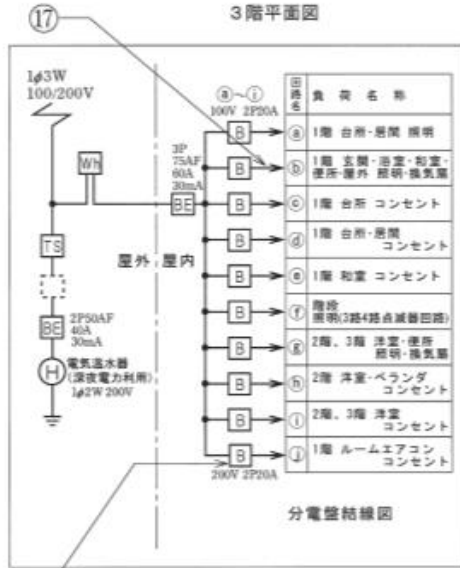 3階平面図
⑰
1φ3W
100/200V
ⓐ~ⓘ
100V 2P20A
回路名
負荷名称
Wh
3P
75AF
60A
30mA
BE
TS
屋外
屋内
BE
2P50AF
40A
30mA
H
電気温水器
(深夜電力利用)
1φ2W 200V
B
ⓐ
1階 台所・居間 照明
B
ⓑ
1階 玄関・浴室・和室・
便所・屋外 照明・換気扇
B
ⓒ
1階 台所 コンセント
B
ⓓ
1階 台所・居間
コンセント
B
ⓔ
1階 和室 コンセント
B
ⓕ
階段
照明(3路4路点滅器回路)
B
ⓖ
2階、3階 洋室・便所
照明・換気扇
B
ⓗ
2階 洋室・ベランダ
コンセント
B
ⓘ
2階、3階 洋室
コンセント
B
ⓙ
1階 ルームエアコン
コンセント
200V 2P20A
分電盤結線図